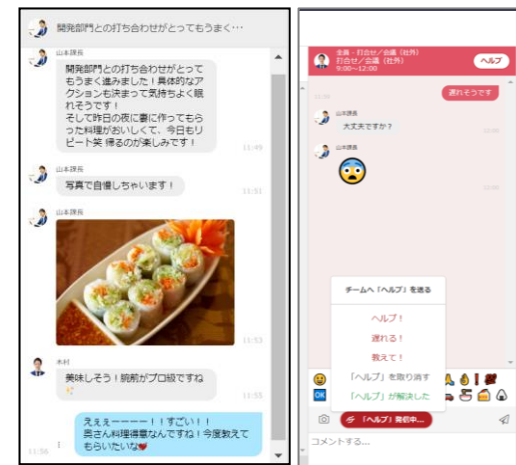 開発部門との打ち合わせがとってもうまく…
山本課長
開発部門との打ち合わせがとって
もうまく進みました！具体的なア
クションも決まって気持ちよく眠
れそうです！
そして昨日の夜に妻に作ってもら
った料理がおいしくて、今日もリ
ピート笑 帰るのが楽しみです！
11:49
山本課長
写真で自慢しちゃいます！
11:51
山本課長
11:53
木村
美味しそう！腕前がプロ級ですね
11:55
えええーーーー！！すごい！！
奥さん料理得意なんですね！今度教えて
もらいたいな
11:56
全員 - 打合せ／会議（社外）
打合せ／会議（社外）
9:00～12:00
ヘルプ
遅れそうです
山本課長
大丈夫ですか？
山本課長
チームへ「ヘルプ」を送る
ヘルプ！
遅れる！
教えて！
「ヘルプ」を取り消す
「ヘルプ」が解決した
OK
「ヘルプ」発信中...
コメントする...